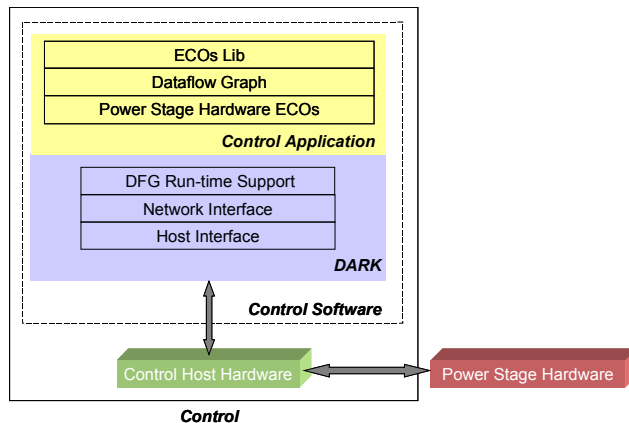 ECOs Lib
Dataflow Graph
Power Stage Hardware ECOs
Control Application
DFG Run-time Support
Network Interface
Host Interface
DARK
Control Software
Control Host Hardware
Power Stage Hardware
Control